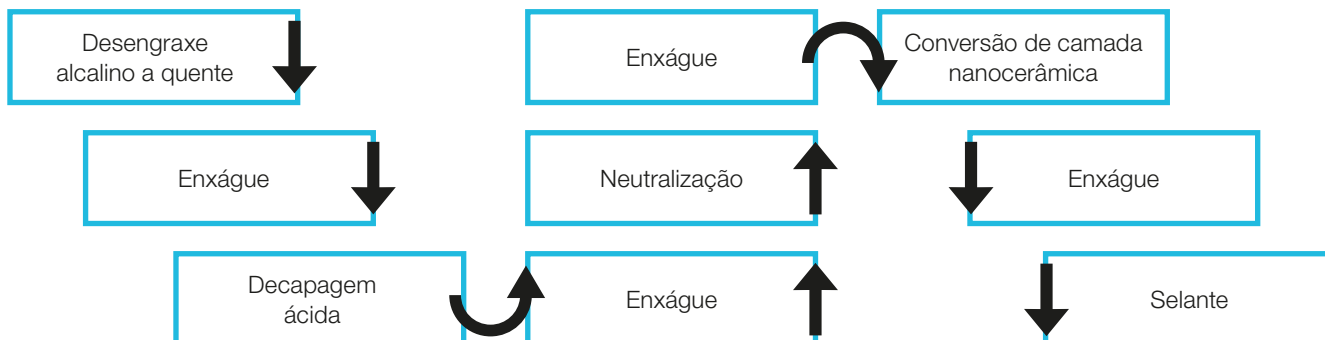 Desengraxe
alcalino a quente
Enxágue
Decapagem
ácida
Enxágue
Neutralização
Enxágue
Conversão de camada
nanocerâmica
Enxágue
Selante